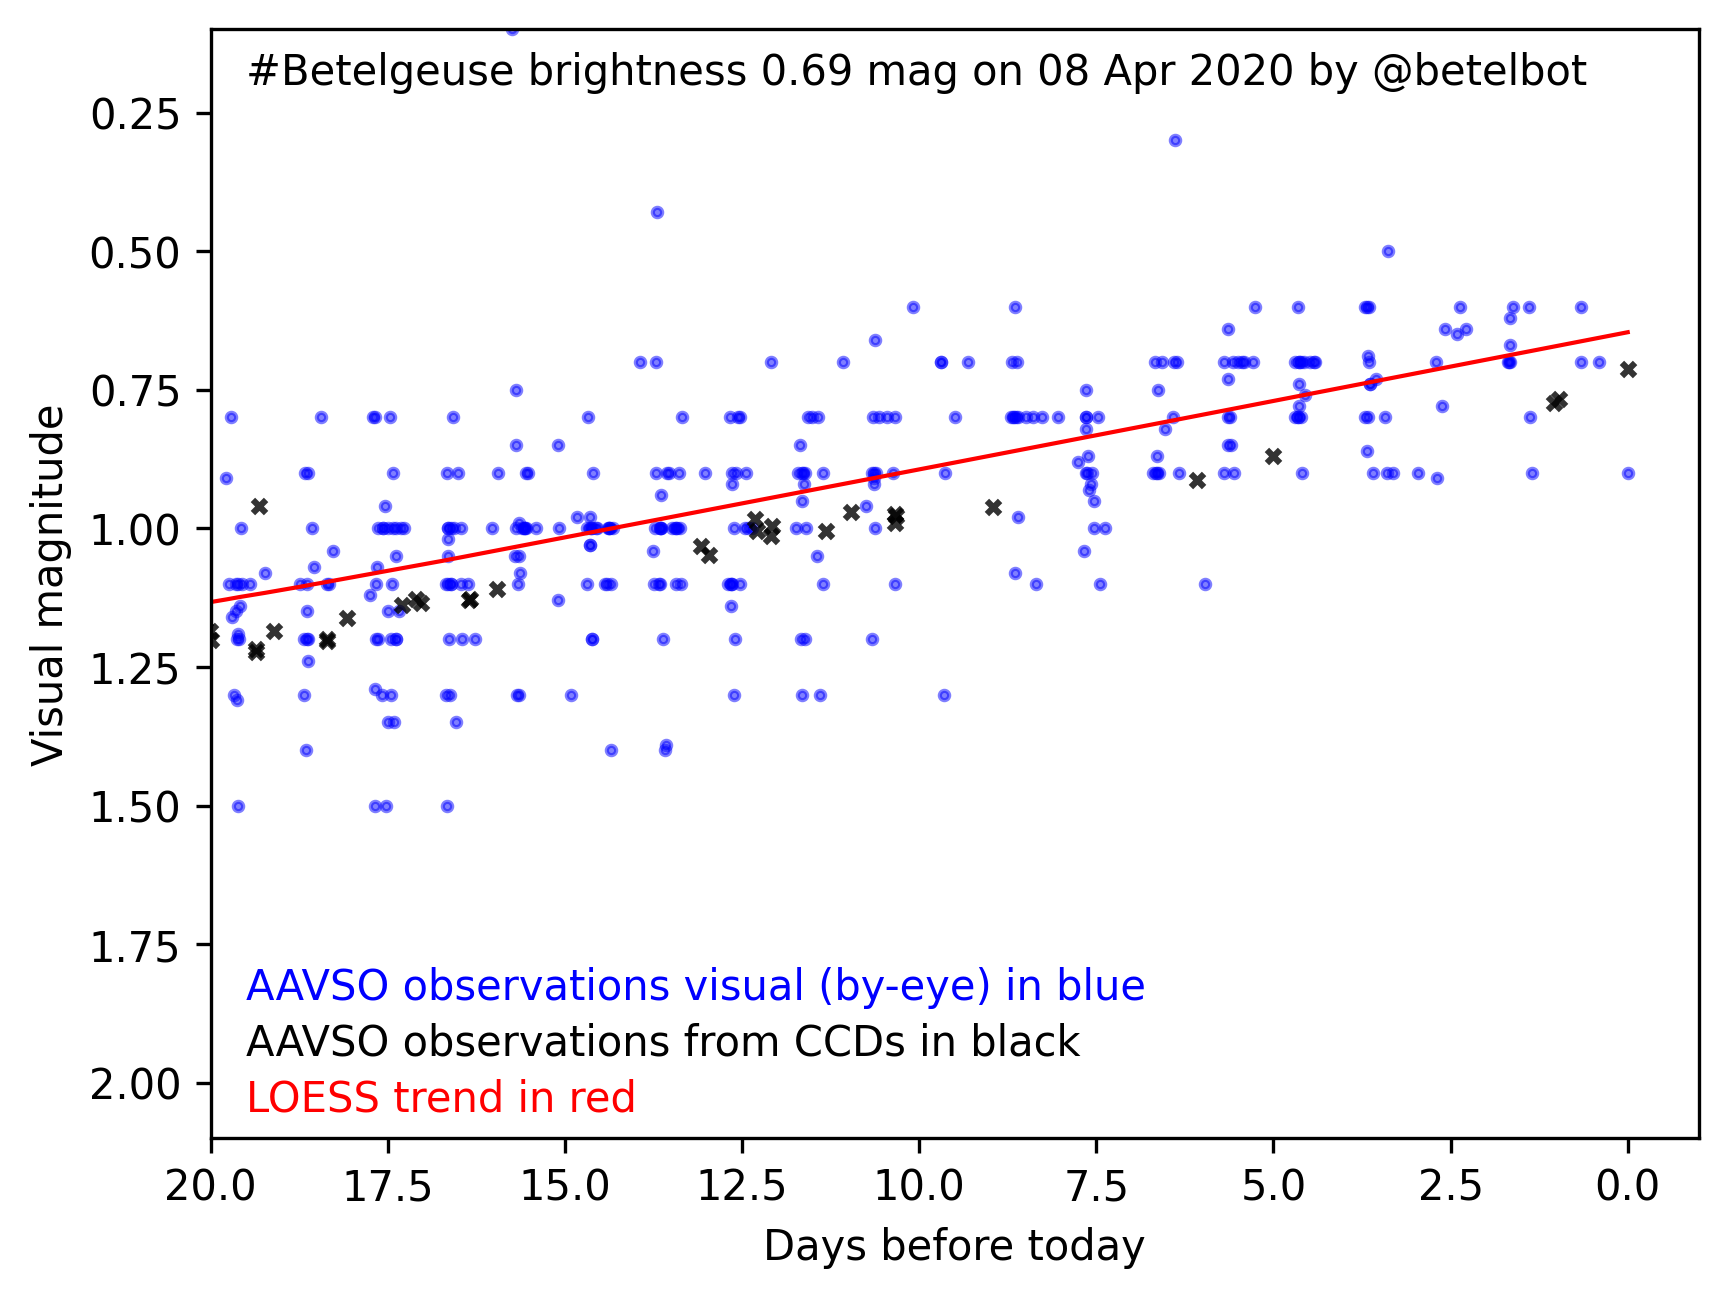 #Betelgeuse brightness 0.69 mag on 08 Apr 2020 by @betelbot
0.25
0.50
0.75
1.00
1.25
1.50
1.75
2.00
Visual magnitude
AAVSO observations visual (by-eye) in blue
AAVSO observations from CCDs in black
LOESS trend in red
20.0 17.5 15.0 12.5 10.0 7.5 5.0 2.5 0.0
Days before today